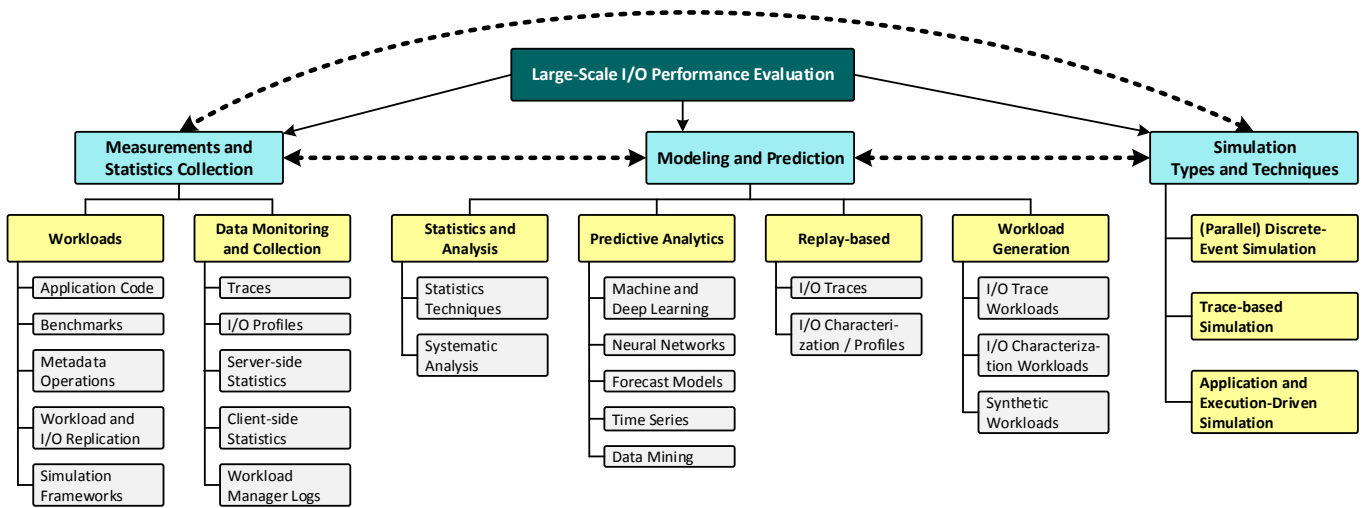 Large-Scale I/O Performance Evaluation
Measurements and
Statistics Collection
Modeling and Prediction
Simulation
Types and Techniques
Workloads
Application Code
Benchmarks
Metadata
Operations
Workload and
I/O Replication
Simulation
Frameworks
Data Monitoring
and Collection
Traces
I/O Profiles
Server-side
Statistics
Client-side
Statistics
Workload
Manager Logs
Statistics and
Analysis
Statistics
Techniques
Systematic
Analysis
Predictive Analytics
Machine and
Deep Learning
Neural Networks
Forecast Models
Time Series
Data Mining
Replay-based
I/O Traces
I/O Characteri-
zation / Profiles
Workload
Generation
I/O Trace
Workloads
I/O Characteriza-
tion Workloads
Synthetic
Workloads
(Parallel) Discrete-
Event Simulation
Trace-based
Simulation
Application and
Execution-Driven
Simulation